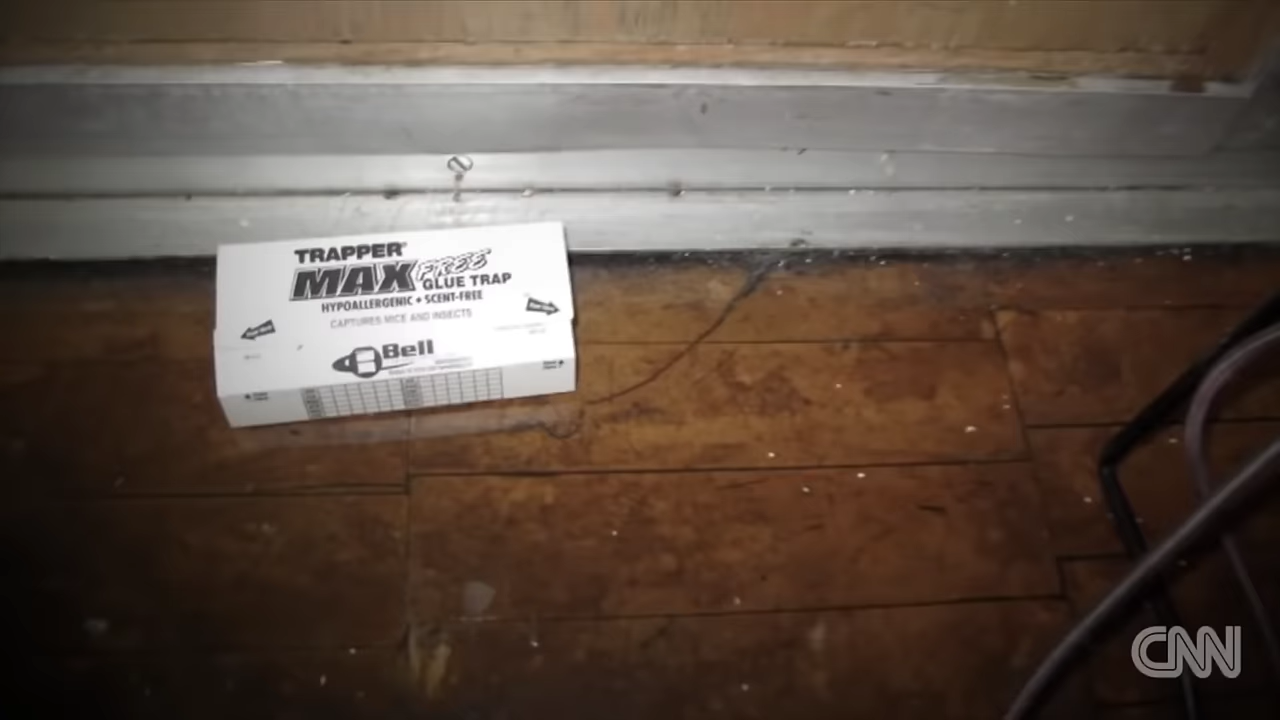 TRAPPER®
MAX FREE
GLUE TRAP
HYPOALLERGENIC + SCENT-FREE
CAPTURES MICE AND INSECTS
Bell
CNN